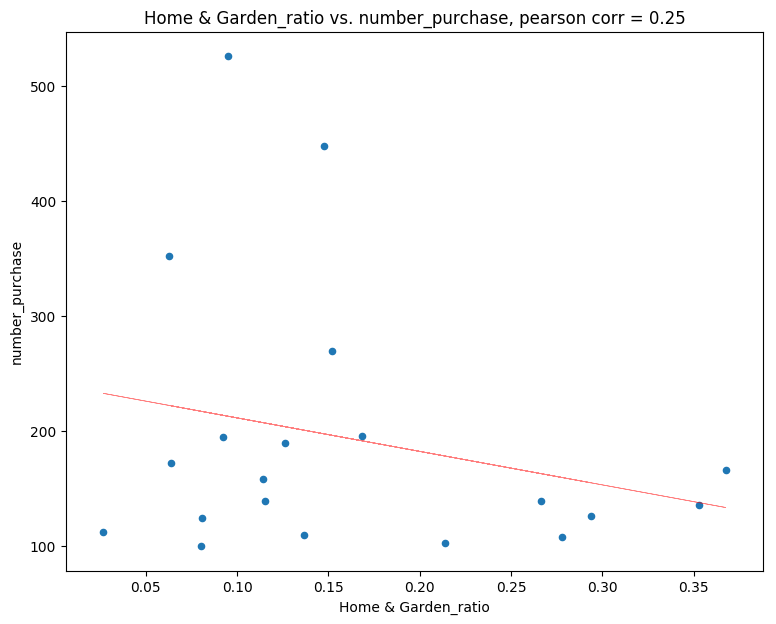 Home & Garden_ratio vs. number_purchase, pearson corr = 0.25
500
400
300
200
100
number_purchase
0.05 0.10 0.15 0.20 0.25 0.30 0.35
Home & Garden_ratio